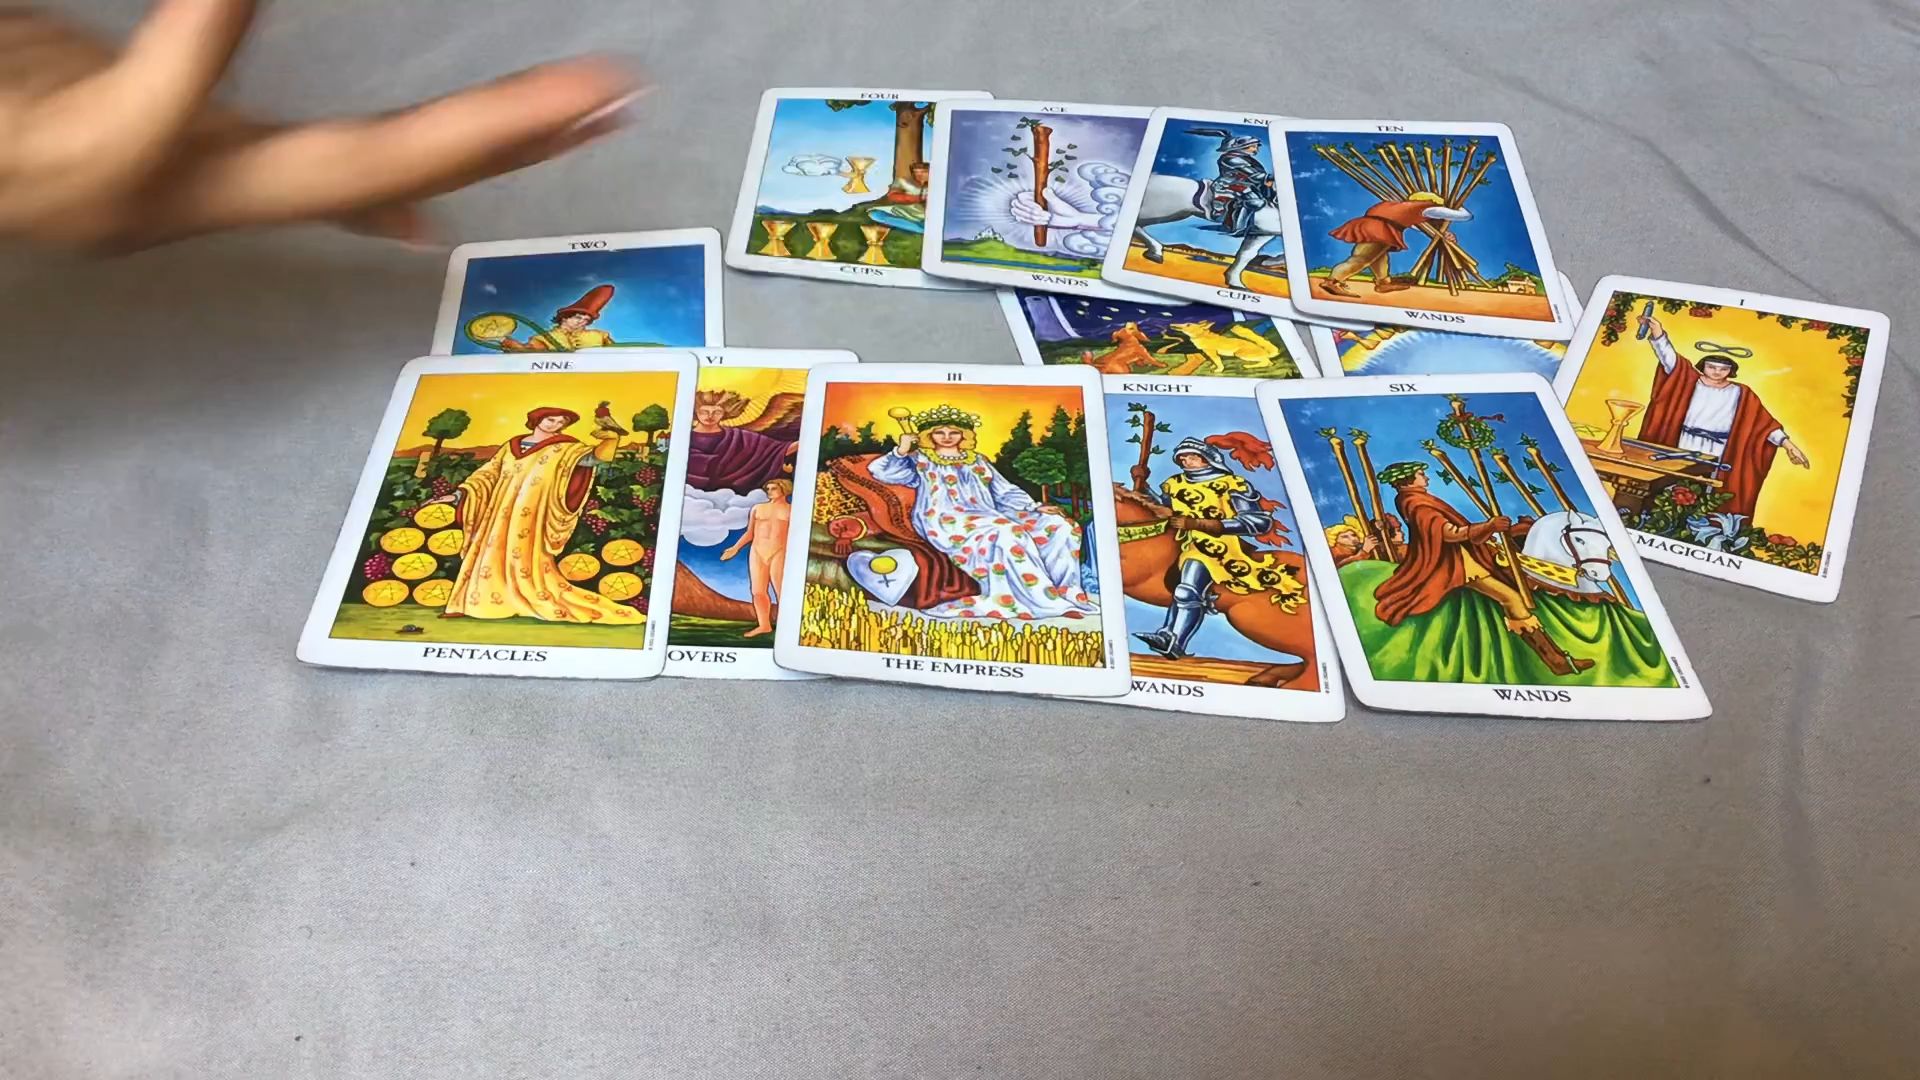 FOUR
CUPS
ACE
WANDS
KNI
CUPS
TEN
WANDS
TWO
I
MAGICIAN
NINE
PENTACLES
VI
OVERS
III
THE EMPRESS
KNIGHT
WANDS
SIX
WANDS